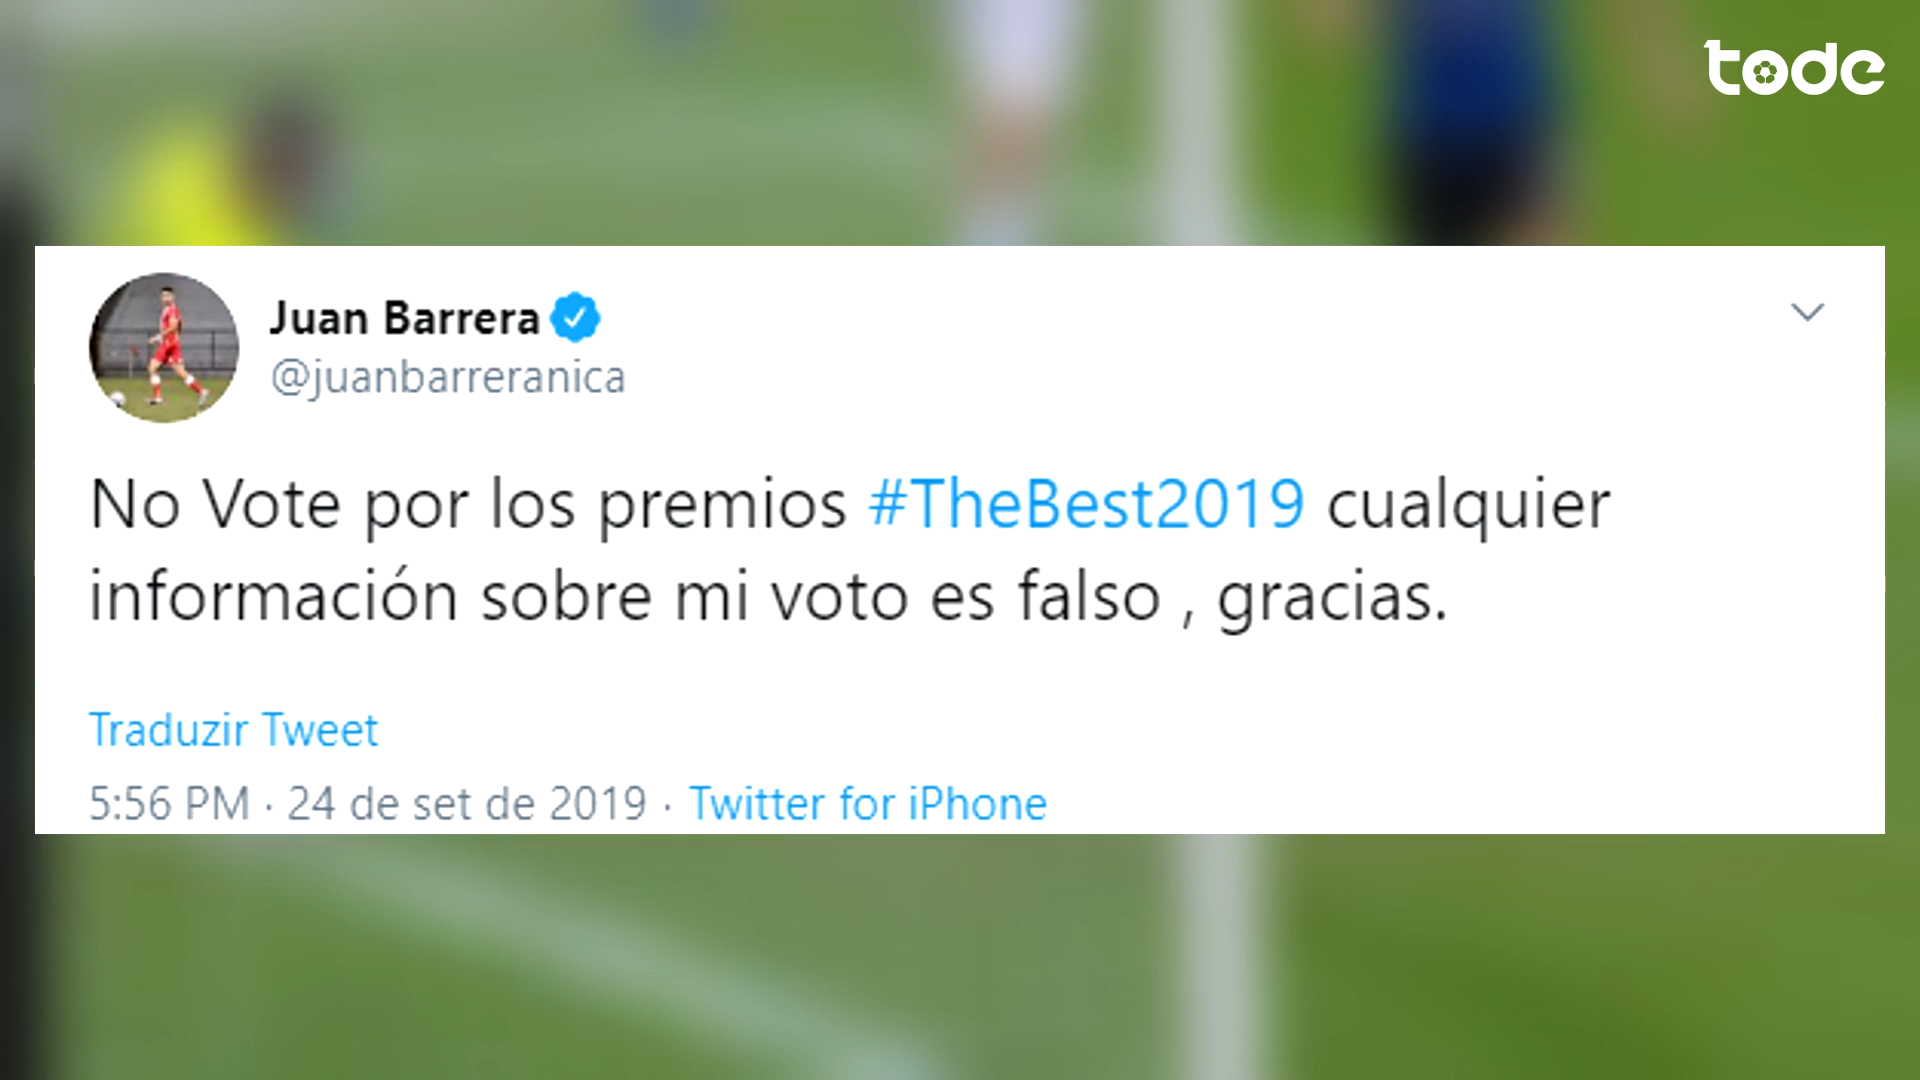 tode
Juan Barrera
@juanbarreranica
No Vote por los premios #TheBest2019 cualquier
información sobre mi voto es falso , gracias.
Traduzir Tweet
5:56 PM · 24 de set de 2019 · Twitter for iPhone